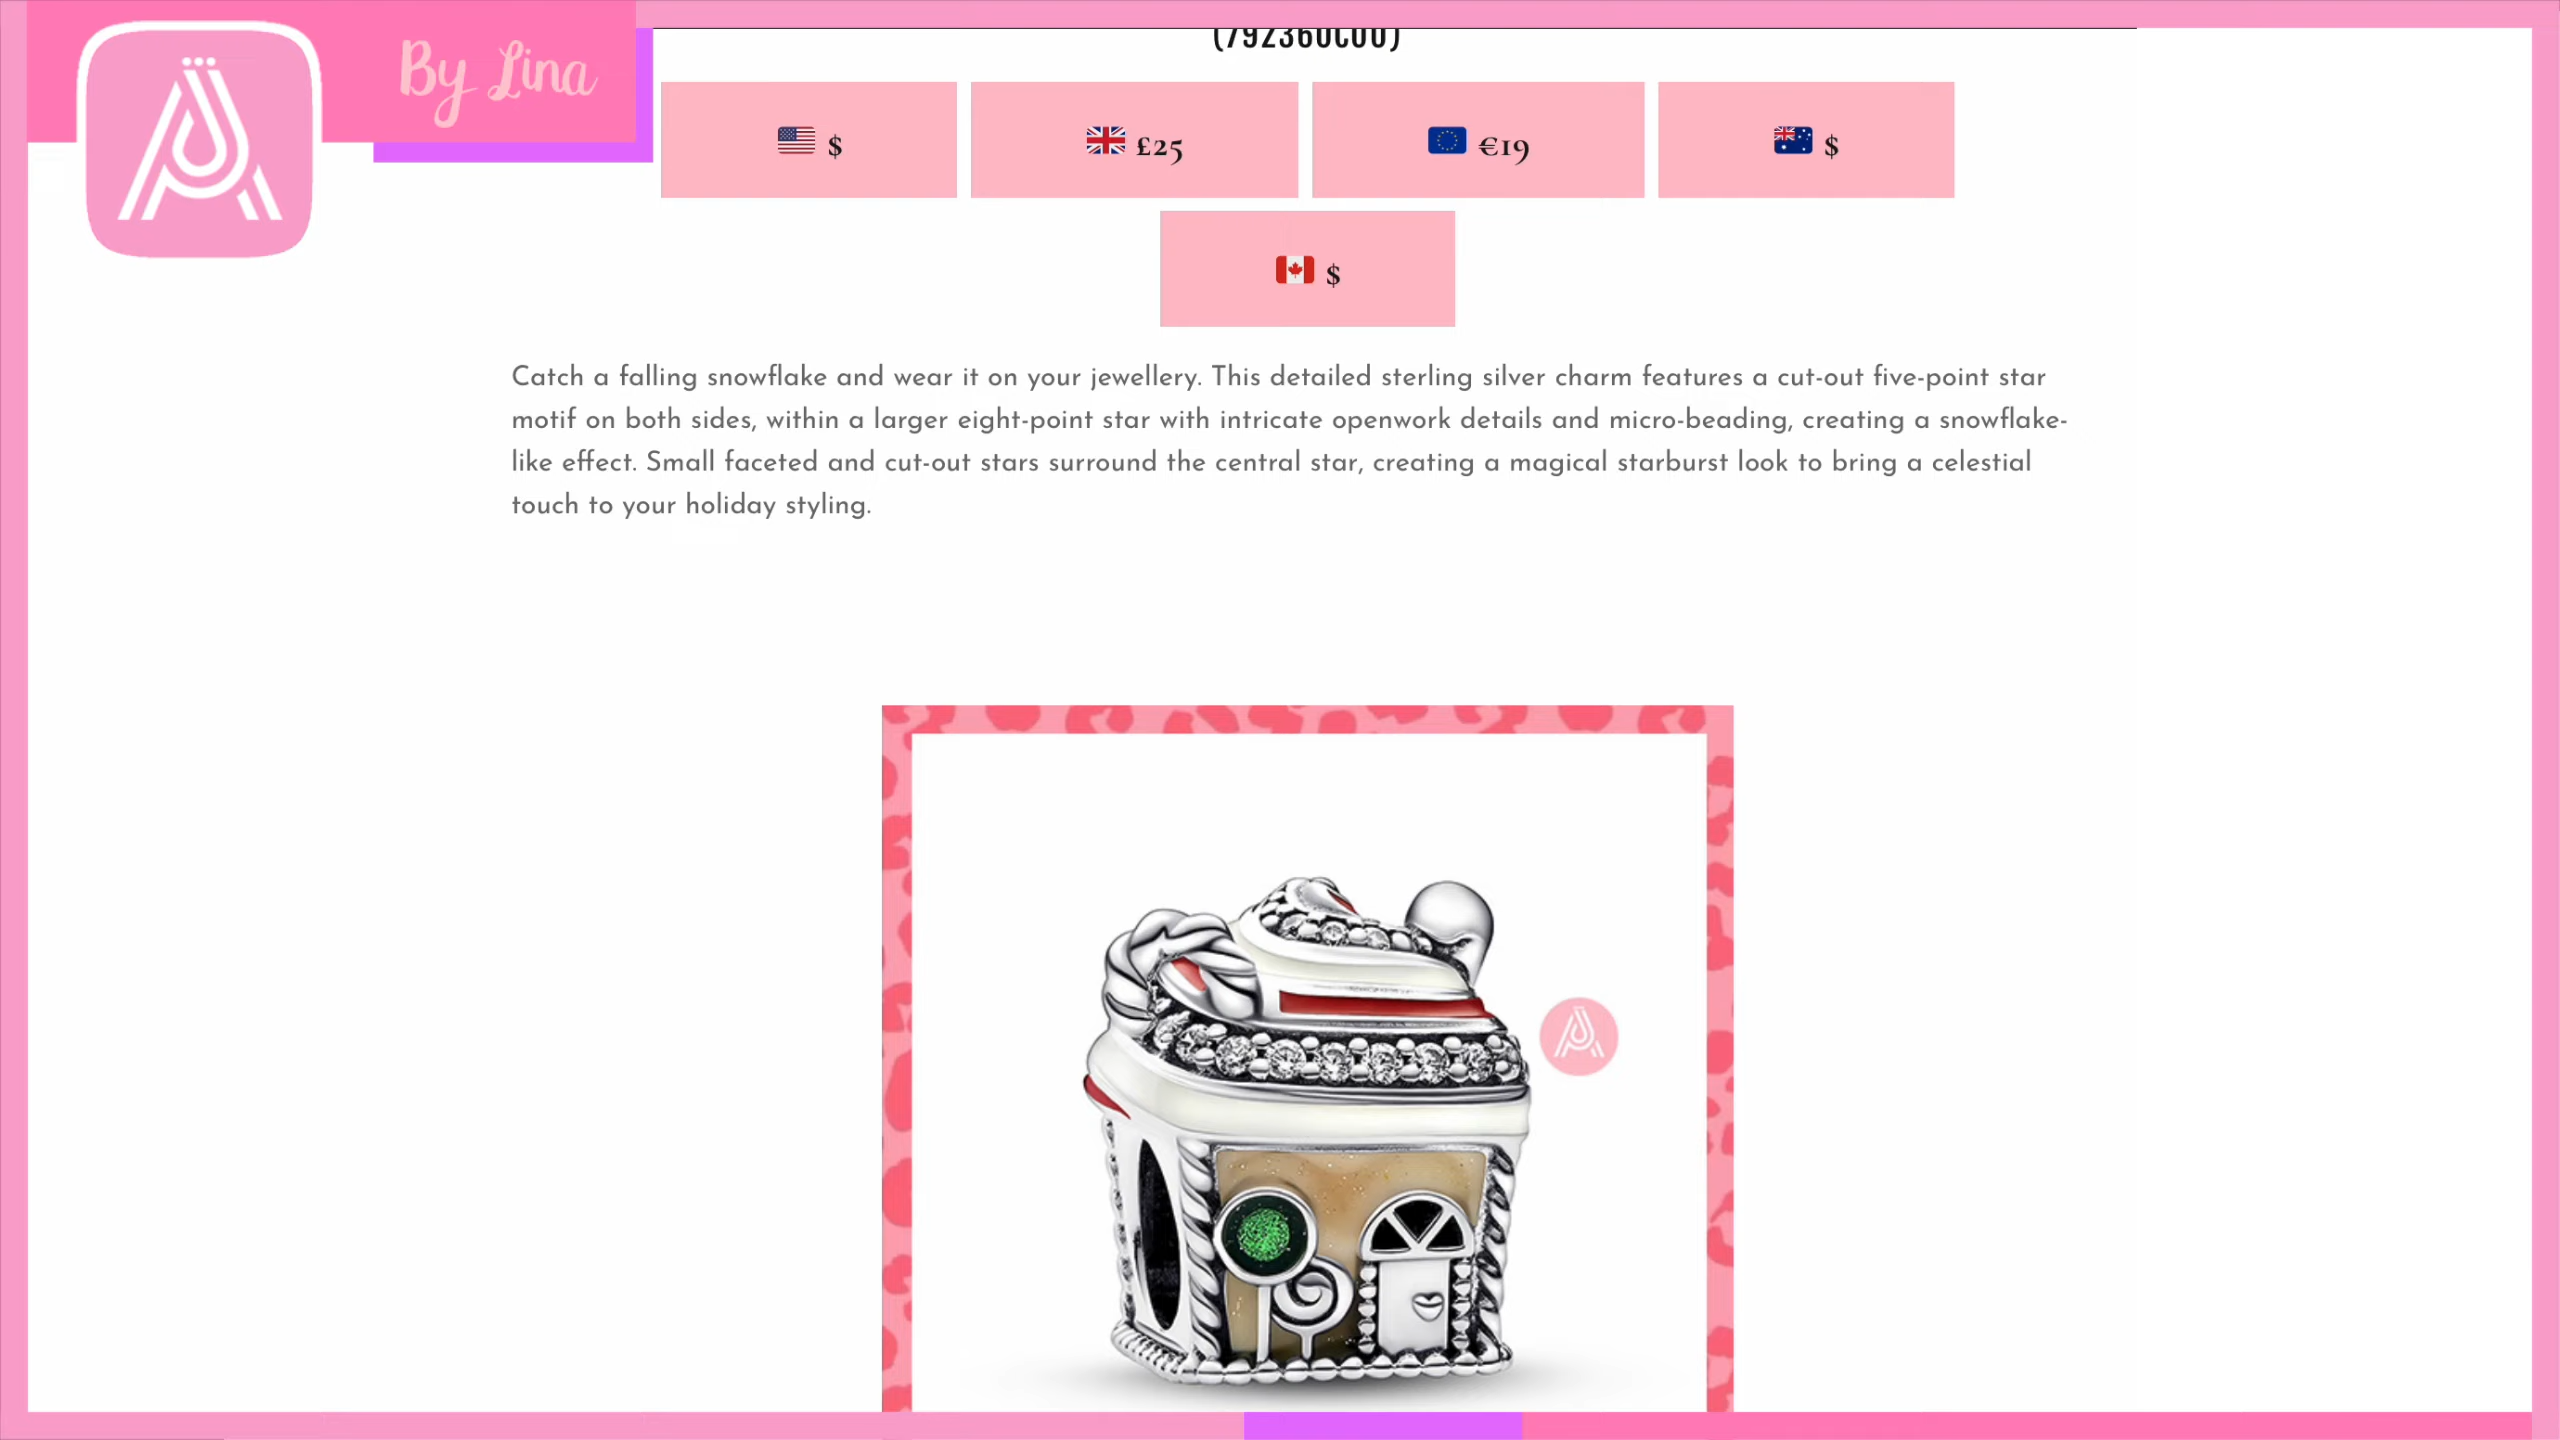 By Lina
(792360C00)
$
£25
€19
$
$
Catch a falling snowflake and wear it on your jewellery. This detailed sterling silver charm features a cut-out five-point star
motif on both sides, within a larger eight-point star with intricate openwork details and micro-beading, creating a snowflake-
like effect. Small faceted and cut-out stars surround the central star, creating a magical starburst look to bring a celestial
touch to your holiday styling.